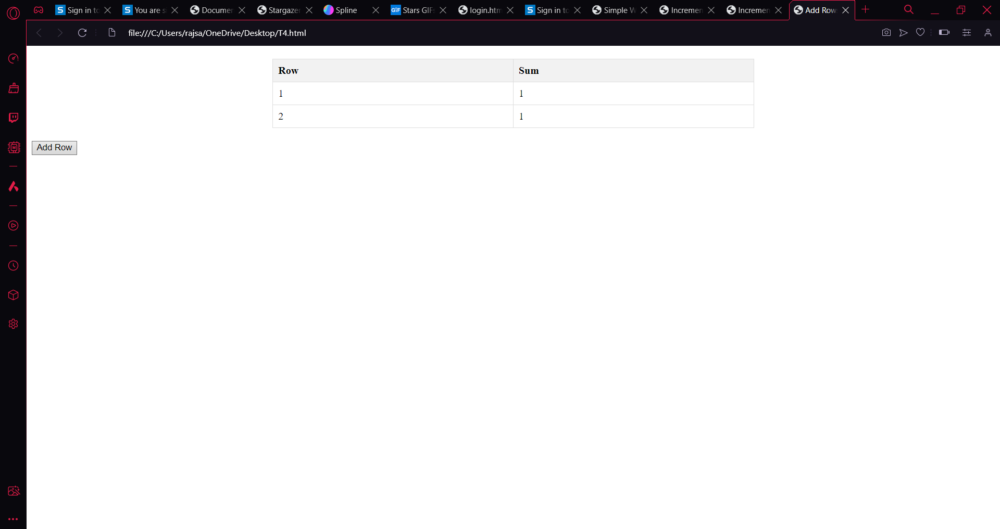 Sign in to
You are s
Documen
Stargazer
Spline
GIF Stars GIFs
login.htm
Sign in to
Simple W
Incremen
Incremen
Add Row
file:///C:/Users/rajsa/OneDrive/Desktop/T4.html
Row Sum
1 1
2 1
Add Row